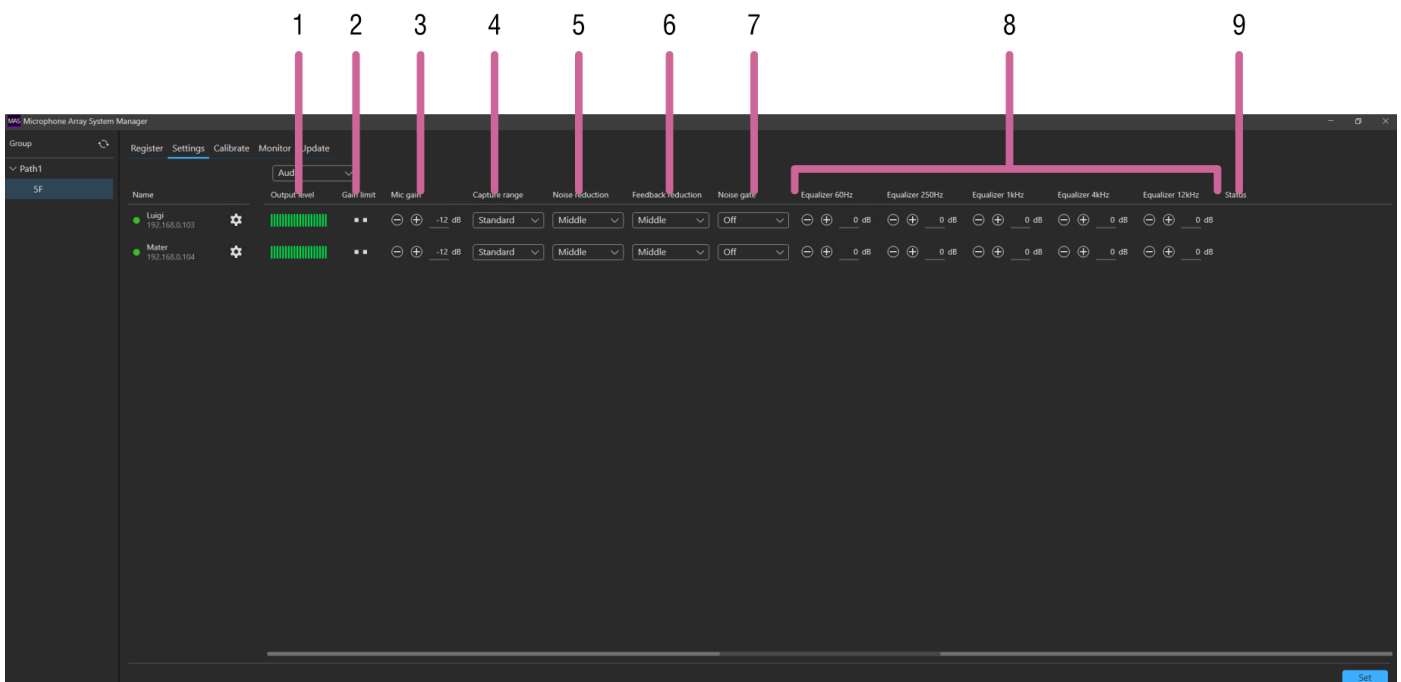 1 2 3 4 5 6 7 8 9
MAS Microphone Array System Manager
Group
Register Settings Calibrate Monitor Update
Path1
Aud
5F
Name Output level Gain limit Mic gain Capture range Noise reduction Feedback reduction Noise gate Equalizer 60Hz Equalizer 250Hz Equalizer 1kHz Equalizer 4kHz Equalizer 12kHz Status
Luigi
192.168.0.103
-12 dB Standard Middle Middle Off 0 dB 0 dB 0 dB 0 dB 0 dB
Mater
192.168.0.104
-12 dB Standard Middle Middle Off 0 dB 0 dB 0 dB 0 dB 0 dB
Set